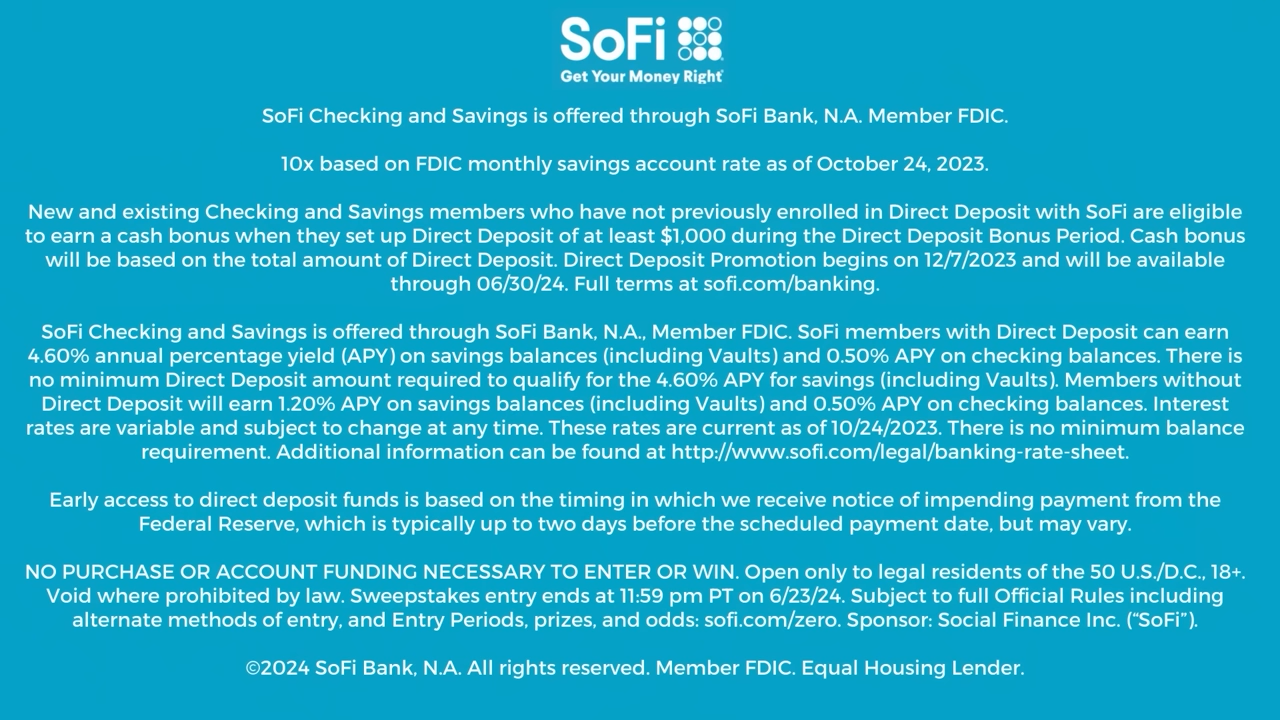 SoFi
Get Your Money Right
SoFi Checking and Savings is offered through SoFi Bank, N.A. Member FDIC.
10x based on FDIC monthly savings account rate as of October 24, 2023.
New and existing Checking and Savings members who have not previously enrolled in Direct Deposit with SoFi are eligible
to earn a cash bonus when they set up Direct Deposit of at least $1,000 during the Direct Deposit Bonus Period. Cash bonus
will be based on the total amount of Direct Deposit. Direct Deposit Promotion begins on 12/7/2023 and will be available
through 06/30/24. Full terms at sofi.com/banking.
SoFi Checking and Savings is offered through SoFi Bank, N.A., Member FDIC. SoFi members with Direct Deposit can earn
4.60% annual percentage yield (APY) on savings balances (including Vaults) and 0.50% APY on checking balances. There is
no minimum Direct Deposit amount required to qualify for the 4.60% APY for savings (including Vaults). Members without
Direct Deposit will earn 1.20% APY on savings balances (including Vaults) and 0.50% APY on checking balances. Interest
rates are variable and subject to change at any time. These rates are current as of 10/24/2023. There is no minimum balance
requirement. Additional information can be found at http://www.sofi.com/legal/banking-rate-sheet.
Early access to direct deposit funds is based on the timing in which we receive notice of impending payment from the
Federal Reserve, which is typically up to two days before the scheduled payment date, but may vary.
NO PURCHASE OR ACCOUNT FUNDING NECESSARY TO ENTER OR WIN. Open only to legal residents of the 50 U.S./D.C., 18+.
Void where prohibited by law. Sweepstakes entry ends at 11:59 pm PT on 6/23/24. Subject to full Official Rules including
alternate methods of entry, and Entry Periods, prizes, and odds: sofi.com/zero. Sponsor: Social Finance Inc. (“SoFi”).
©2024 SoFi Bank, N.A. All rights reserved. Member FDIC. Equal Housing Lender.